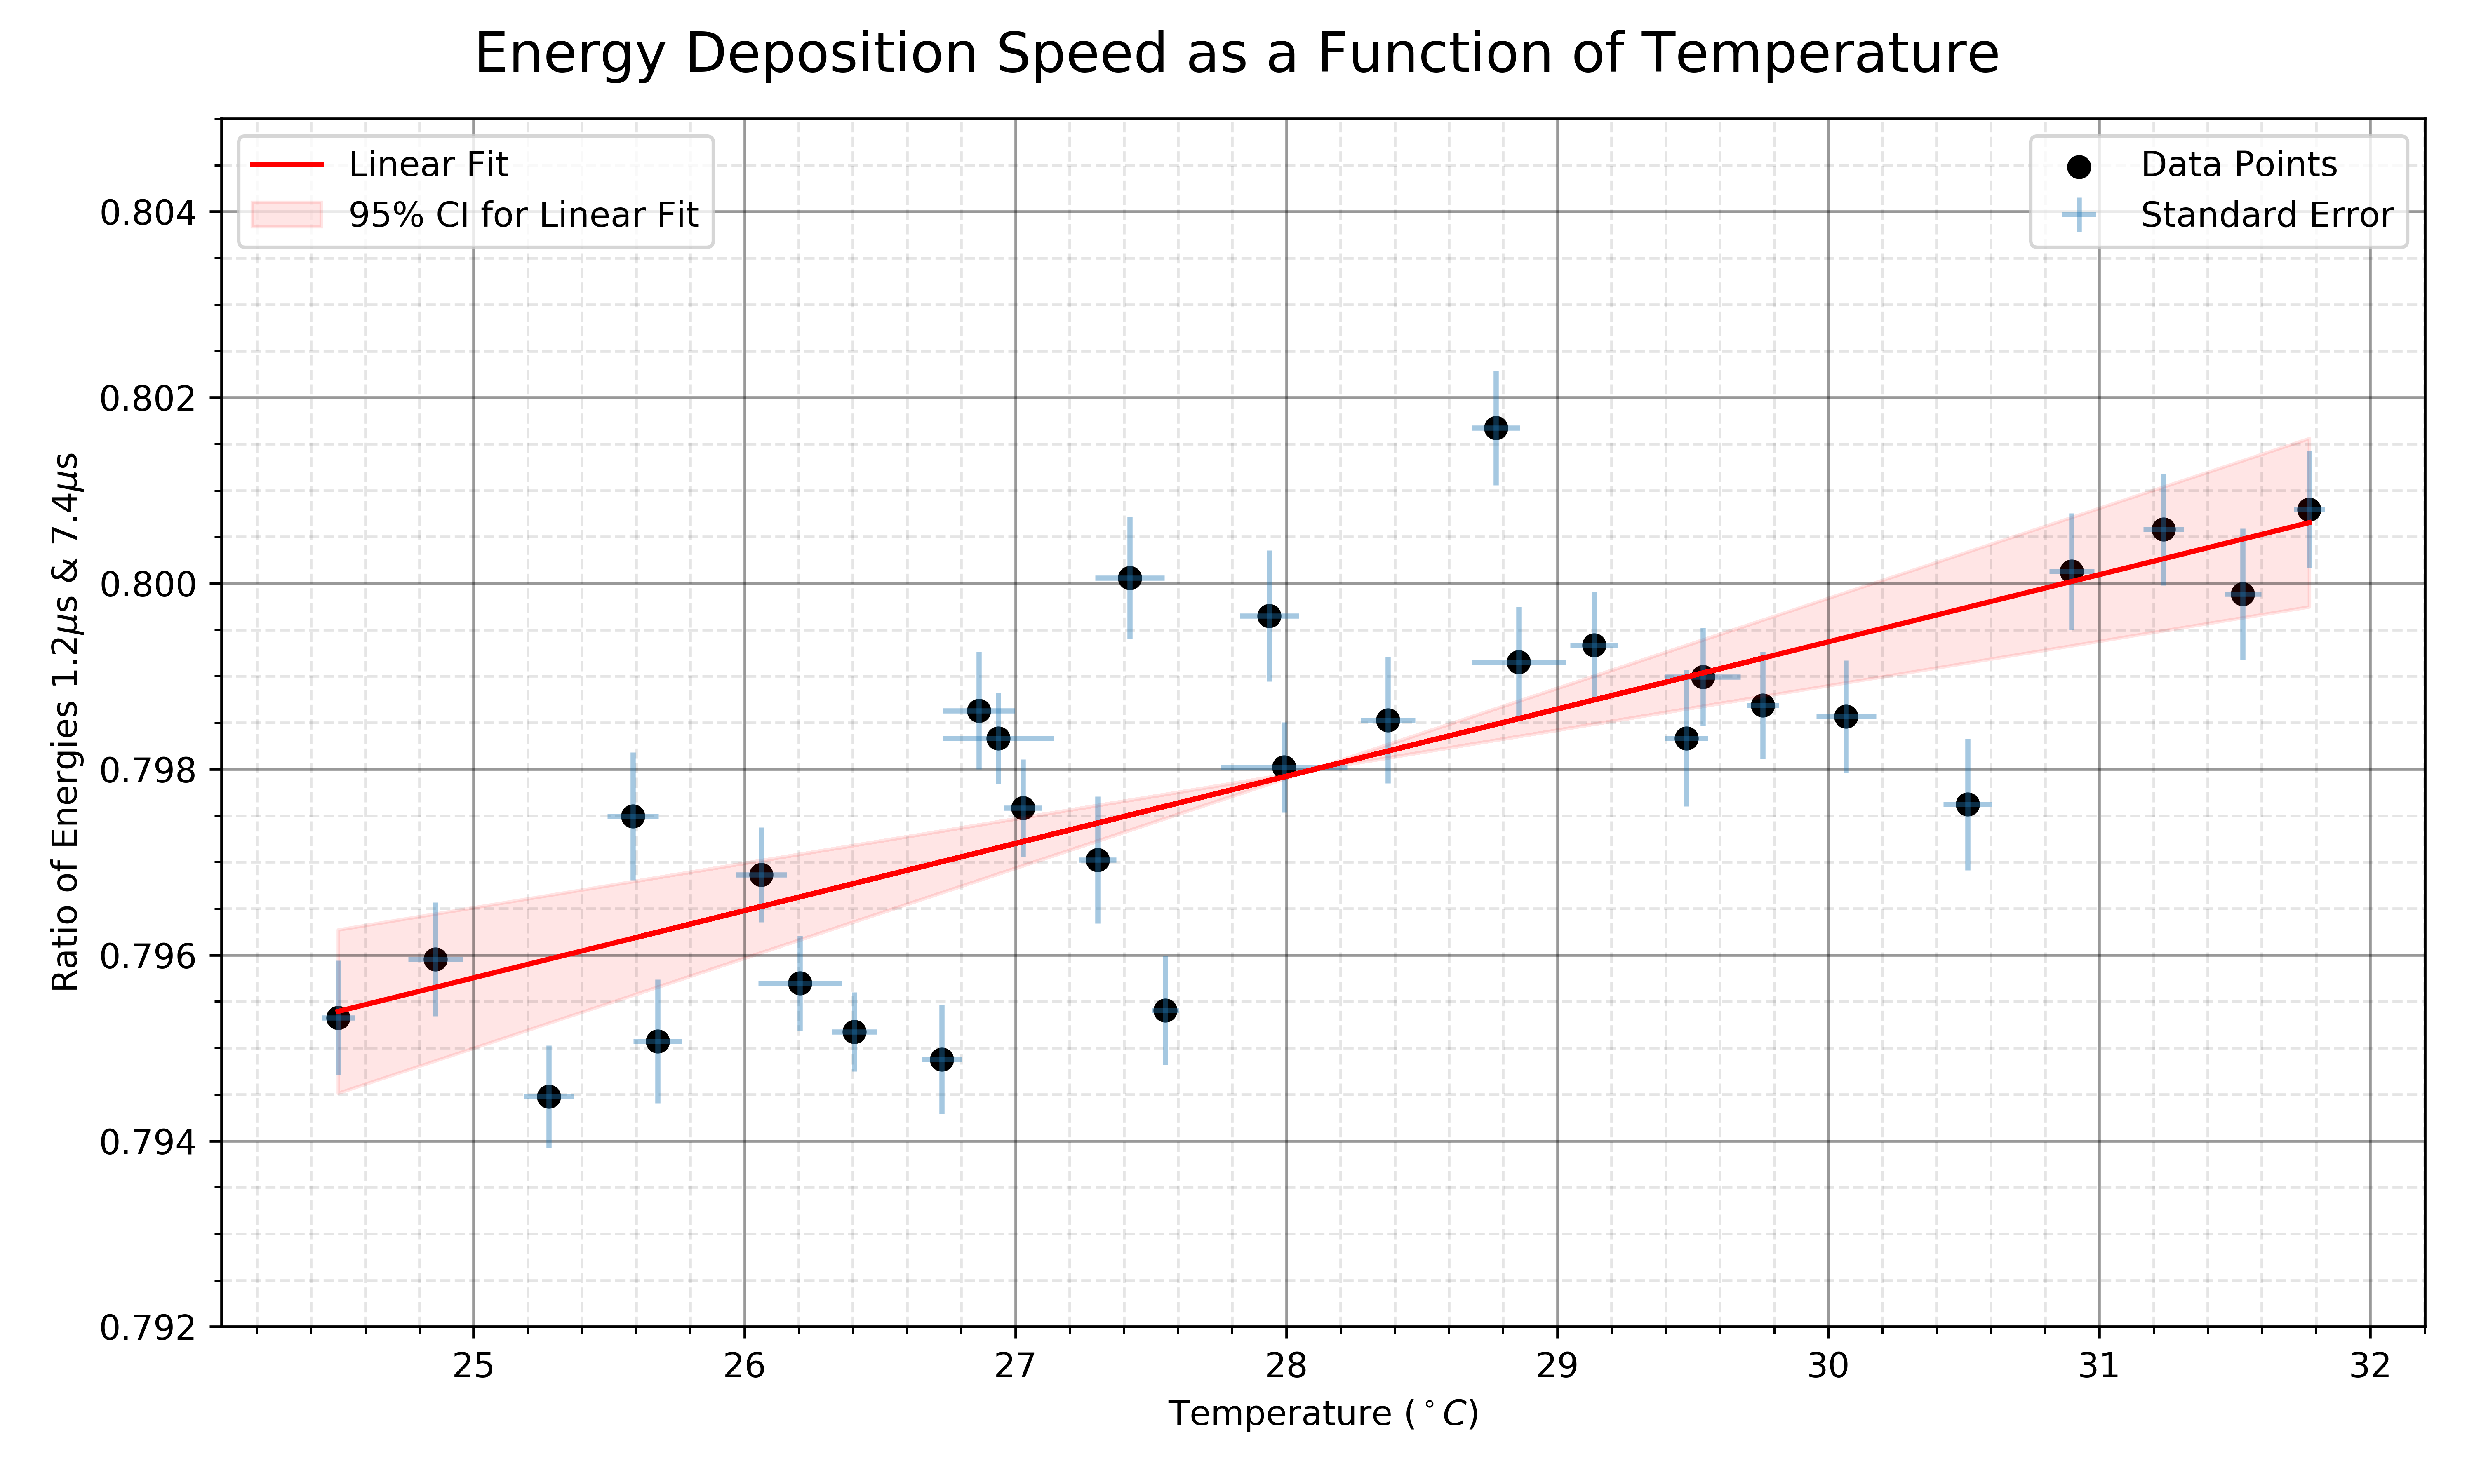 Energy Deposition Speed as a Function of Temperature
Linear Fit
95% CI for Linear Fit
Data Points
Standard Error
0.804
0.802
0.800
0.798
0.796
0.794
0.792
Ratio of Energies 1.2μs & 7.4μs
25 26 27 28 29 30 31 32
Temperature (°C)